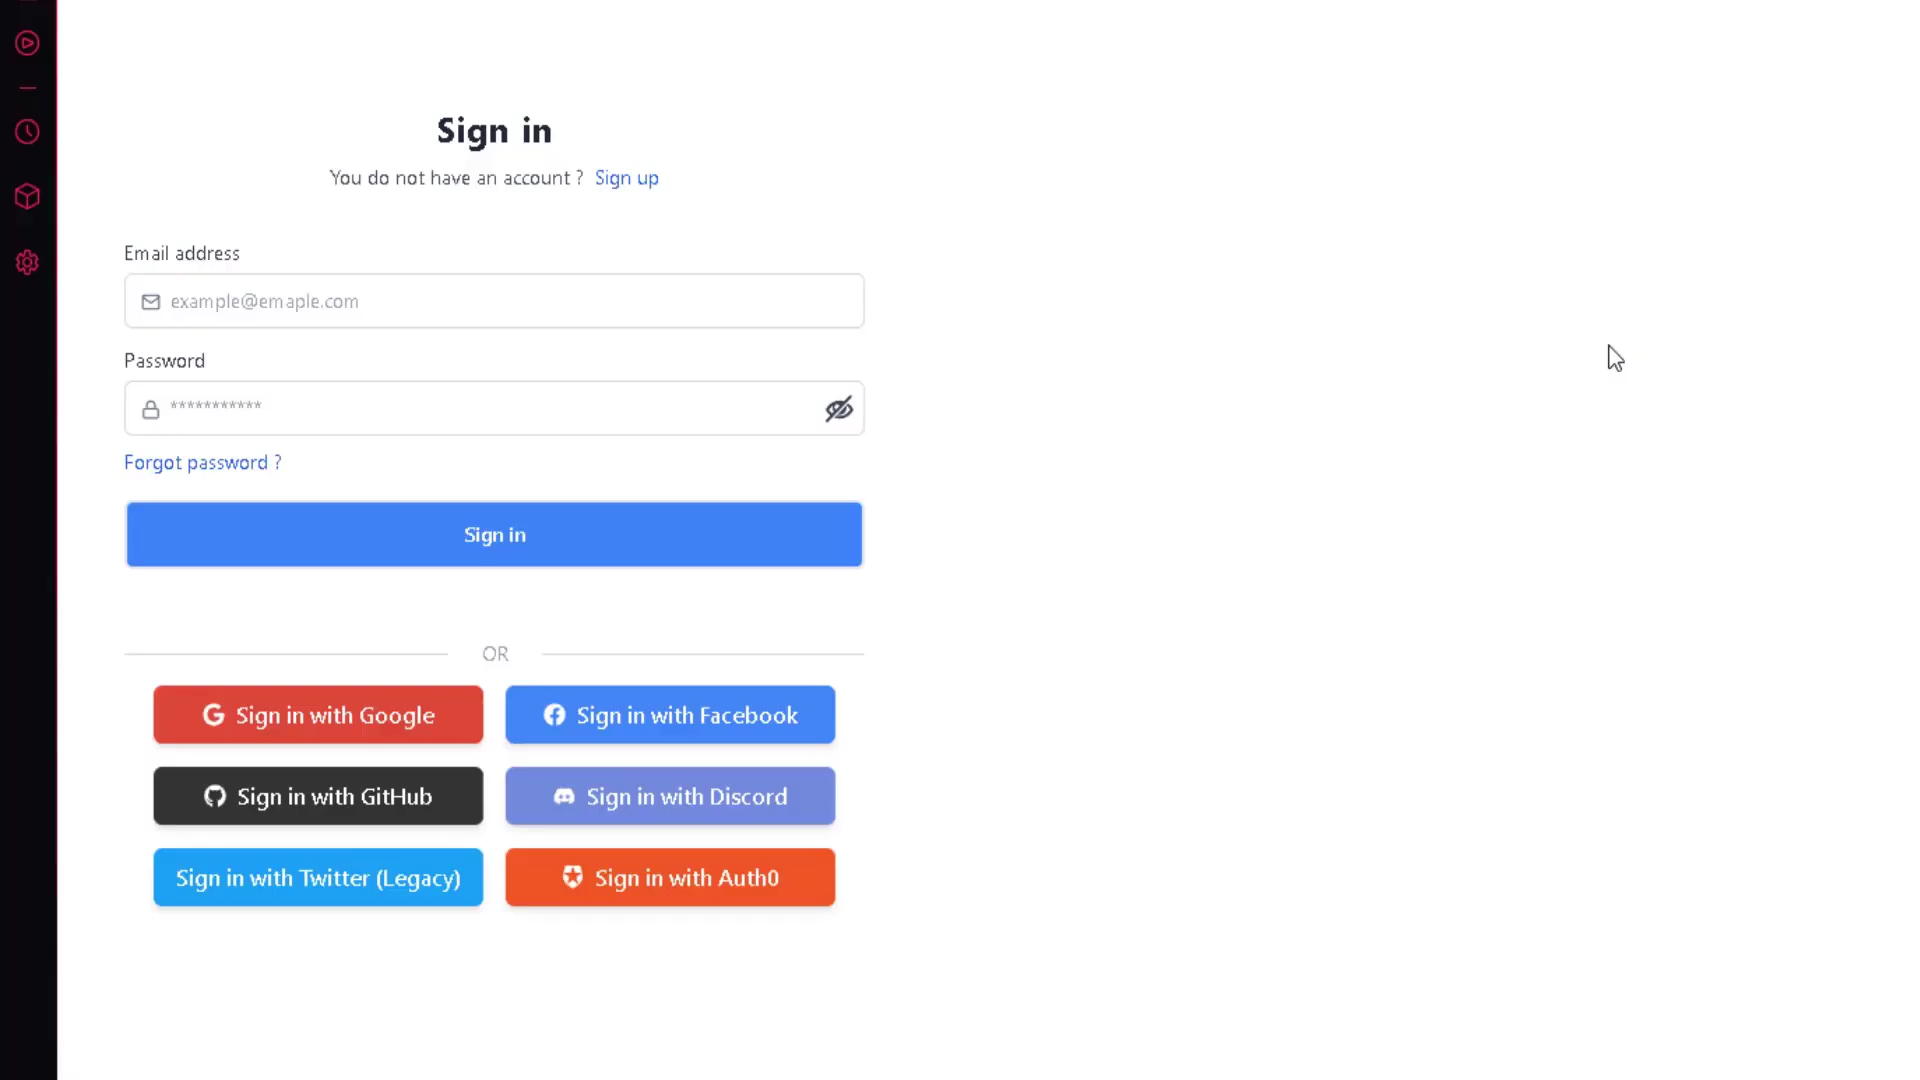 Sign in
You do not have an account ? Sign up
Email address
example@emaple.com
Password
***********
Forgot password ?
Sign in
OR
Sign in with Google
Sign in with Facebook
Sign in with GitHub
Sign in with Discord
Sign in with Twitter (Legacy)
Sign in with Auth0